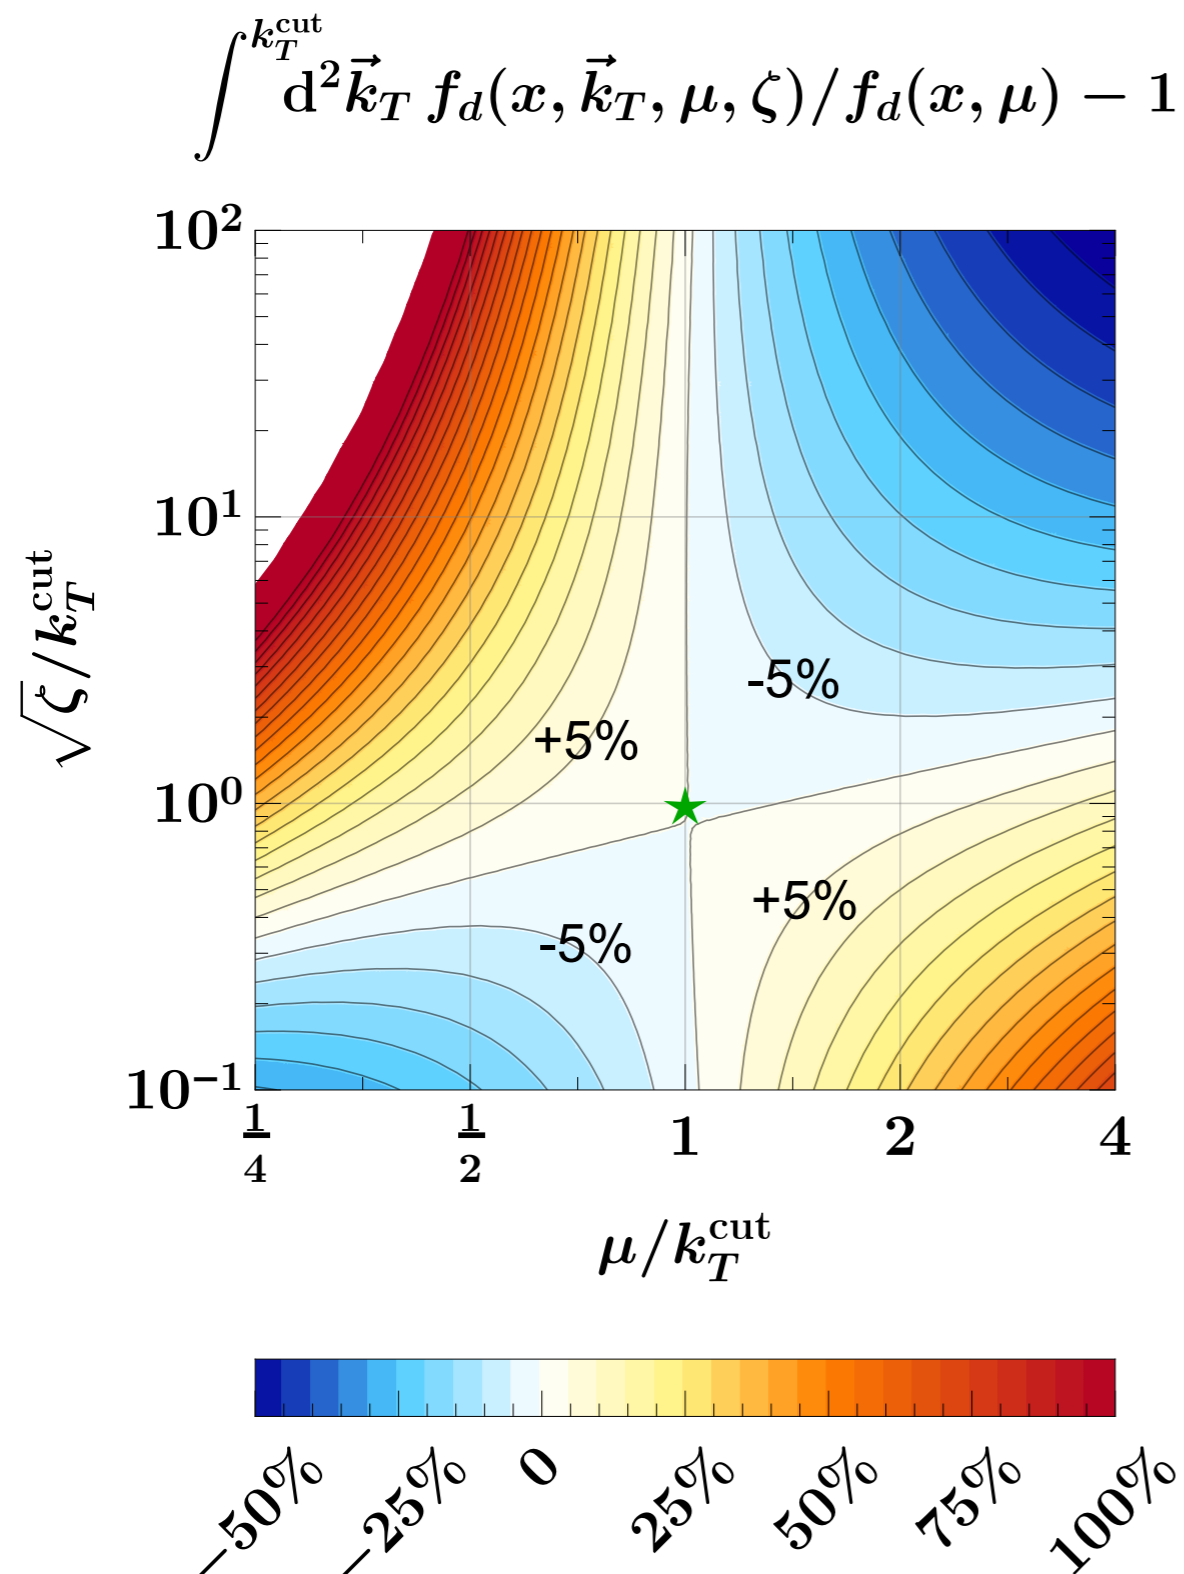 ∫^{k_T^cut} d²k⃗_T f_d(x, k⃗_T, μ, ζ)/f_d(x, μ) − 1
10²
10¹
10⁰
10⁻¹
√ζ/k_T^cut
-5%
+5%
+5%
-5%
1/4 1/2 1 2 4
μ/k_T^cut
−50% −25% 0 25% 50% 75% 100%